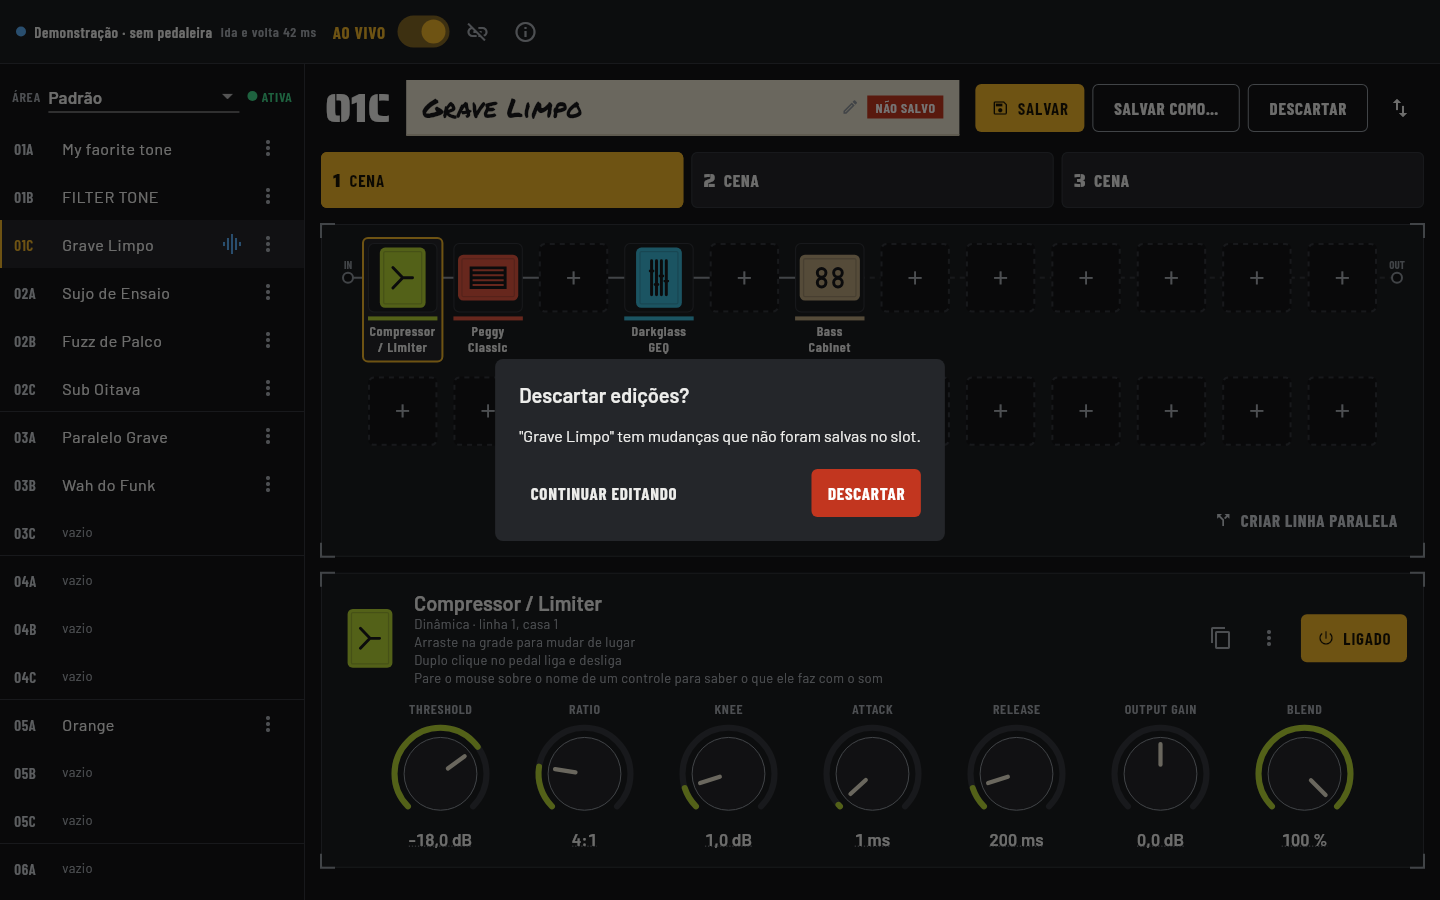 Demonstração · sem pedaleira Ida e volta 42 ms AO VIVO
ÁREA Padrão ATIVA
01A My faorite tone
01B FILTER TONE
01C Grave Limpo
02A Sujo de Ensaio
02B Fuzz de Palco
02C Sub Oitava
03A Paralelo Grave
03B Wah do Funk
03C vazio
04A vazio
04B vazio
04C vazio
05A Orange
05B vazio
05C vazio
06A vazio
01C Grave Limpo NÃO SALVO SALVAR SALVAR COMO... DESCARTAR
1 CENA 2 CENA 3 CENA
IN
OUT
Compressor
/ Limiter
Peggy
Classic
Darkglass
GEQ
88
Bass
Cabinet
Descartar edições?
"Grave Limpo" tem mudanças que não foram salvas no slot.
CONTINUAR EDITANDO DESCARTAR
CRIAR LINHA PARALELA
Compressor / Limiter
Dinâmica · linha 1, casa 1
Arraste na grade para mudar de lugar
Duplo clique no pedal liga e desliga
Pare o mouse sobre o nome de um controle para saber o que ele faz com o som
LIGADO
THRESHOLD RATIO KNEE ATTACK RELEASE OUTPUT GAIN BLEND
-18,0 dB 4:1 1,0 dB 1 ms 200 ms 0,0 dB 100 %